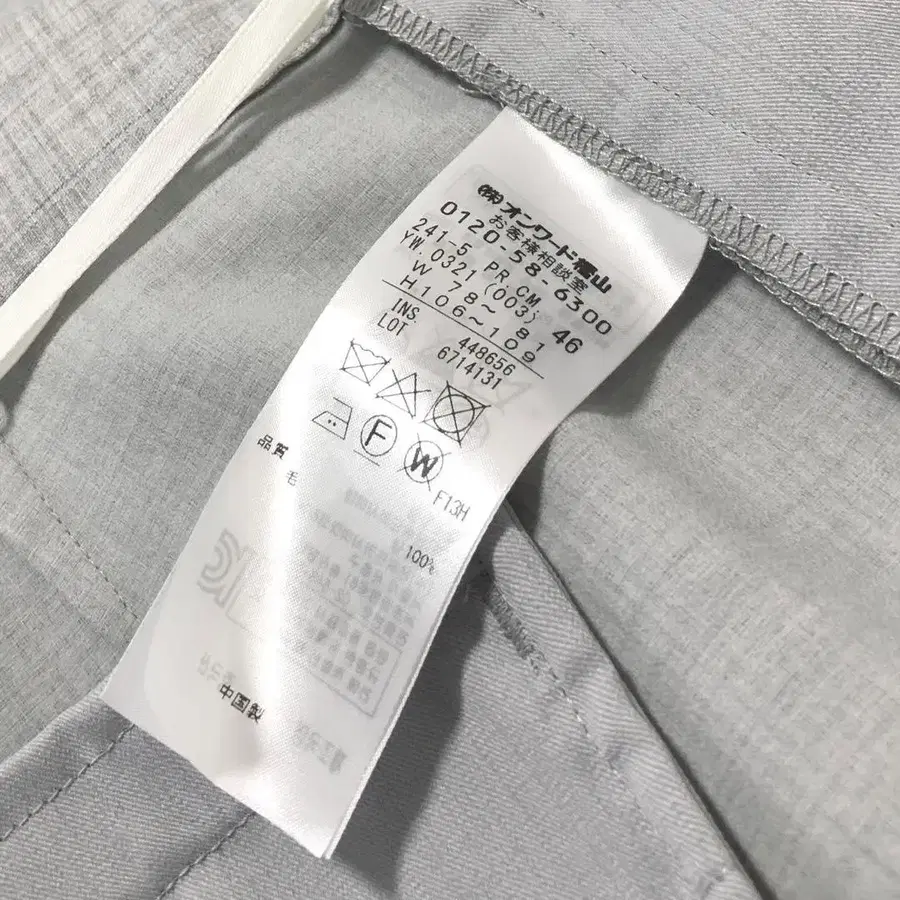 ㈱オンワード樫山
お客様相談室
0120-58-6300
241-5 PR.CM
YW.0321(003) 46
W 78～ 81
H106～109
INS. 448656
LOT 6714131
F
W
F13H
品質
毛 100%
中国製